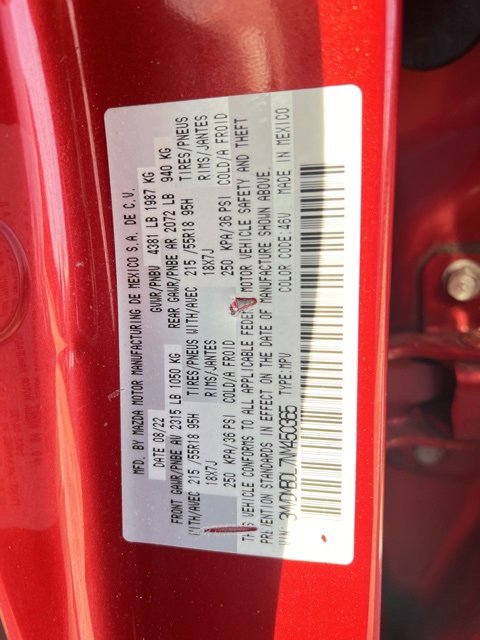 MFD. BY MAZDA MOTOR MANUFACTURING DE MEXICO S.A. DE C.V.
DATE 08/22 GVWR/PNBV 4381 LB 1987 KG
FRONT GAWR/PNBE AV 2315 LB 1050 KG REAR GAWR/PNBE AR 2072 LB 940 KG
WITH/AVEC 215/55R18 95H TIRES/PNEUS WITH/AVEC 215/55R18 95H TIRES/PNEUS
18X7J RIMS/JANTES 18X7J RIMS/JANTES
250 KPA/36 PSI COLD/A FROID 250 KPA/36 PSI COLD/A FROID
THIS VEHICLE CONFORMS TO ALL APPLICABLE MOTOR VEHICLE SAFETY AND THEFT
PREVENTION STANDARDS IN EFFECT ON THE DATE OF MANUFACTURE SHOWN ABOVE.
TYPE:MPV COLOR CODE:46V MADE IN MEXICO